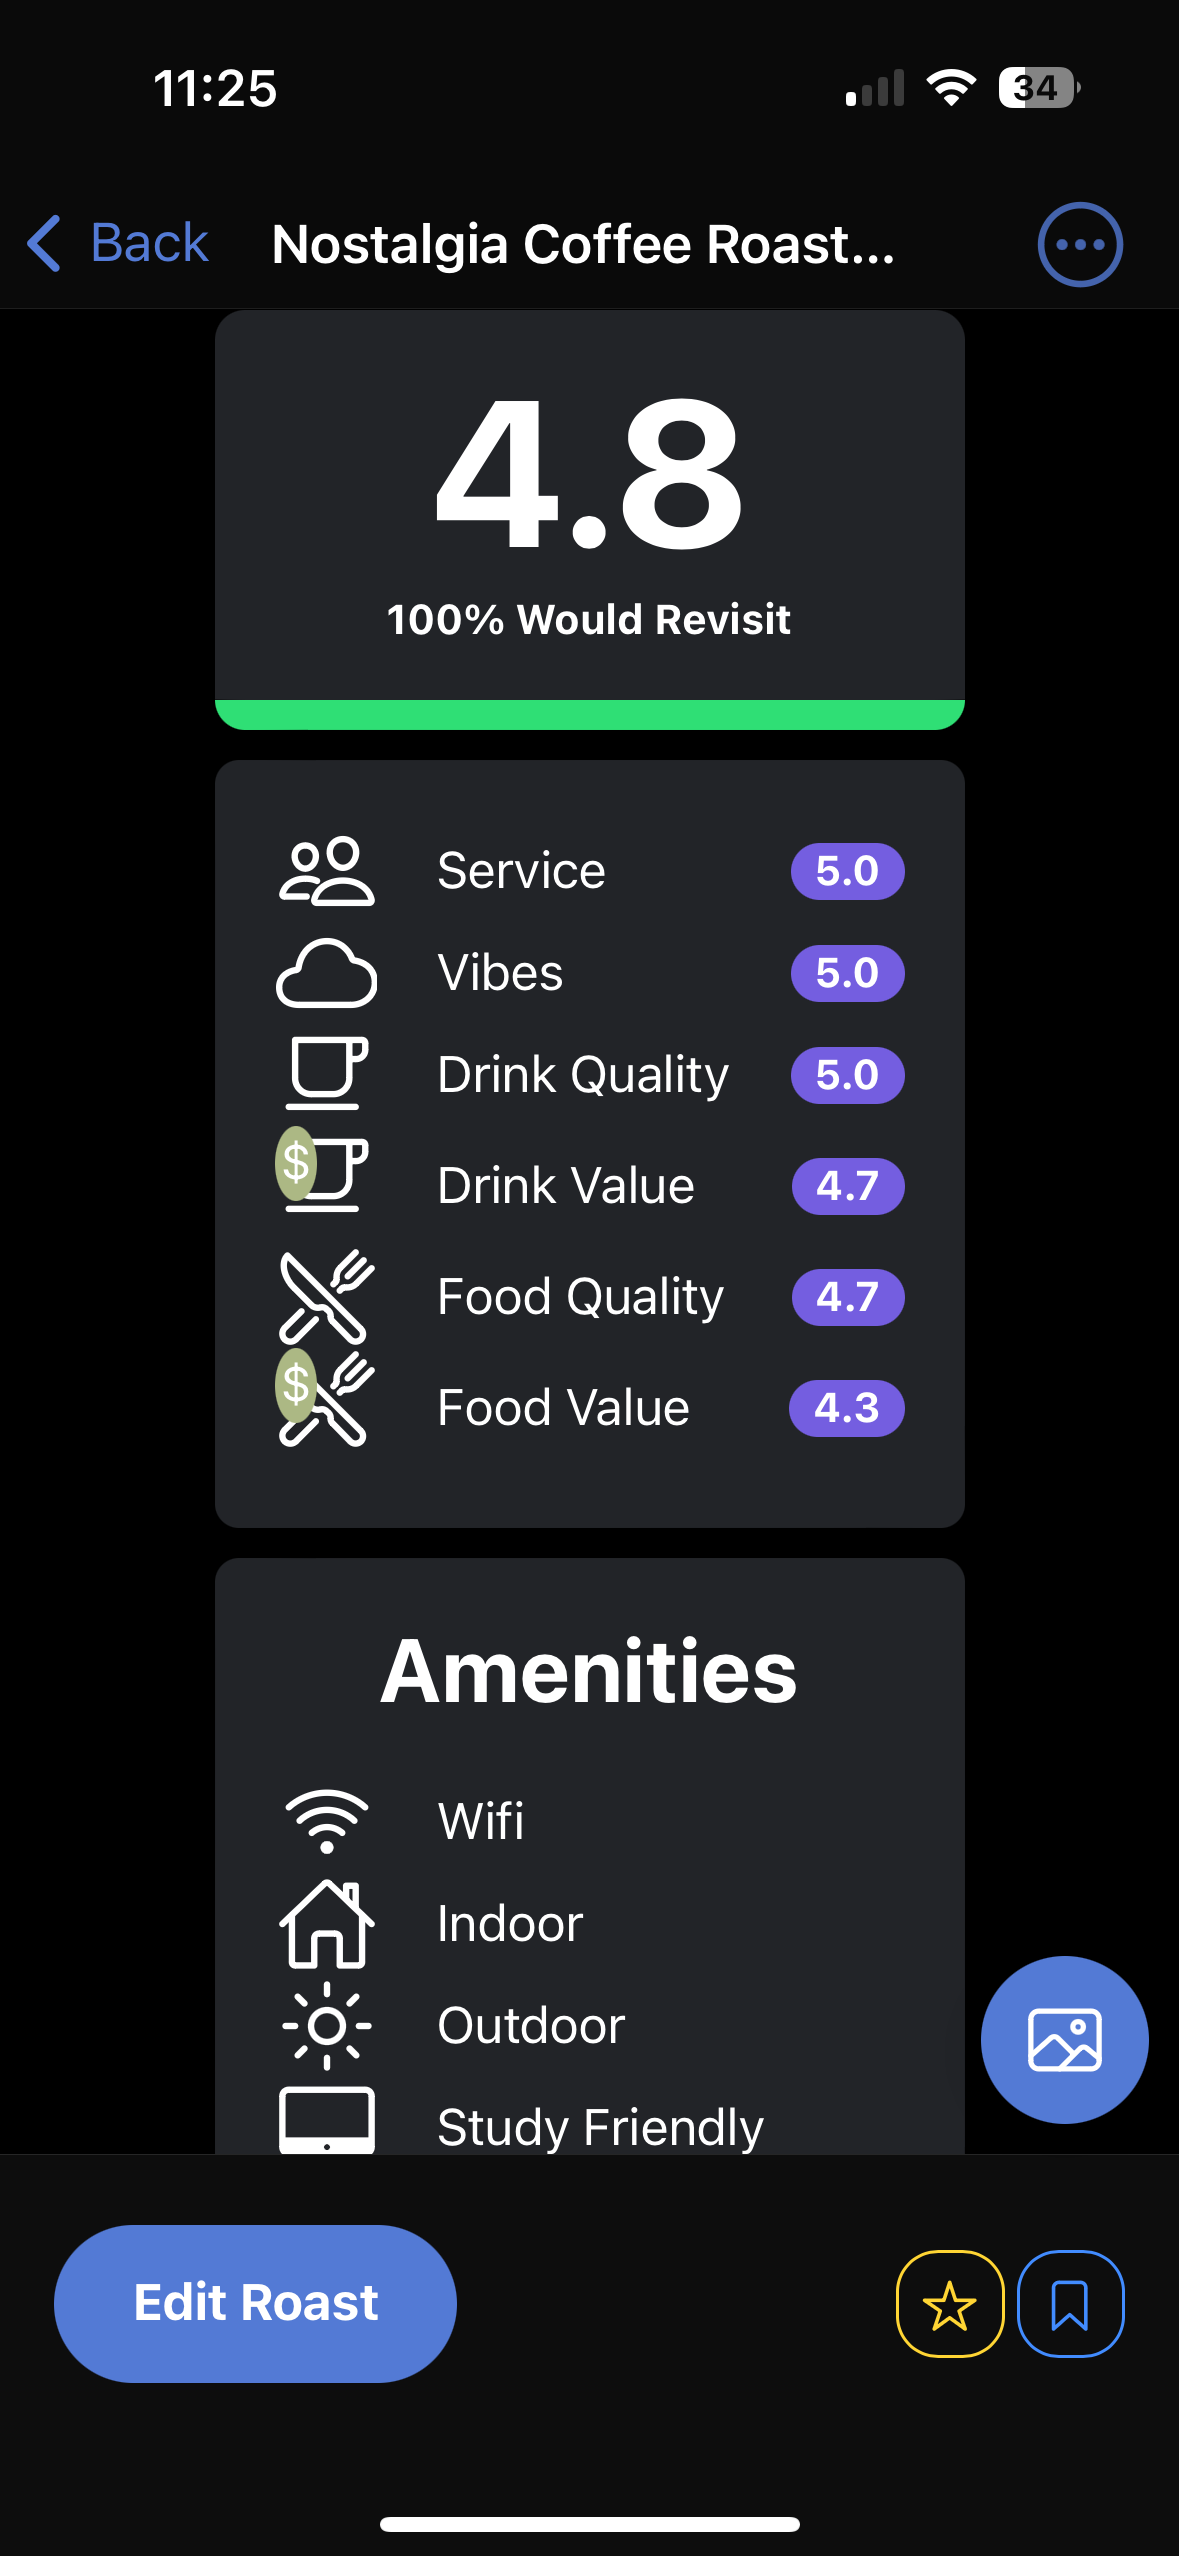 11:25
34
Back
Nostalgia Coffee Roast...
4.8
100% Would Revisit
Service 5.0
Vibes 5.0
Drink Quality 5.0
$ Drink Value 4.7
Food Quality 4.7
$ Food Value 4.3
Amenities
Wifi
Indoor
Outdoor
Study Friendly
Edit Roast